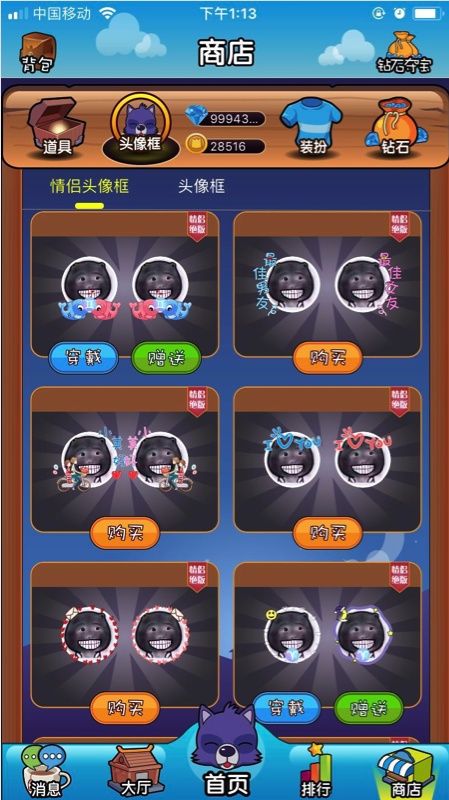 中国移动
下午1:13
背包
商店
钻石夺宝
道具
头像框
99943...
28516
装扮
钻石
情侣头像框
头像框
情侣绝版
情侣绝版
穿戴
赠送
最佳男友
最佳女友
购买
情侣绝版
情侣绝版
小美好
I YOU
I YOU
购买
购买
情侣绝版
情侣绝版
购买
穿戴
赠送
消息
大厅
首页
排行
商店